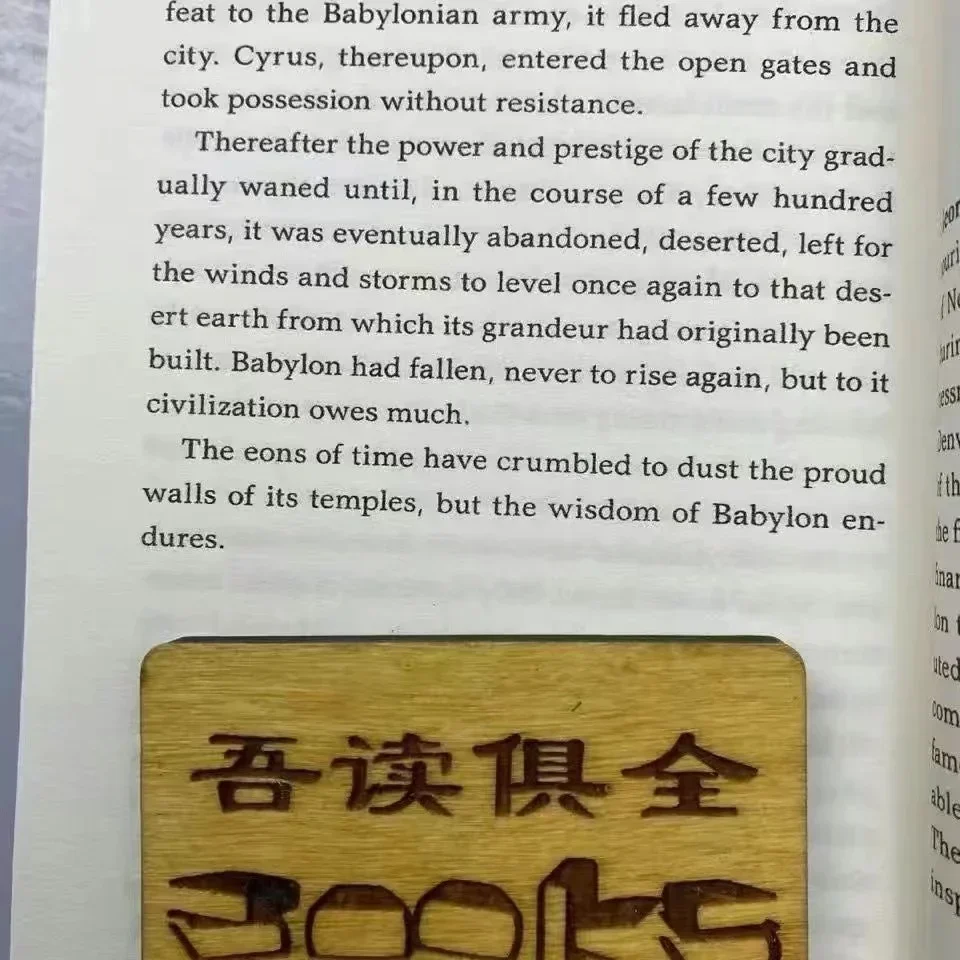 feat to the Babylonian army, it fled away from the
city. Cyrus, thereupon, entered the open gates and
took possession without resistance.
Thereafter the power and prestige of the city grad-
ually waned until, in the course of a few hundred
years, it was eventually abandoned, deserted, left for
the winds and storms to level once again to that des-
ert earth from which its grandeur had originally been
built. Babylon had fallen, never to rise again, but to it
civilization owes much.
The eons of time have crumbled to dust the proud
walls of its temples, but the wisdom of Babylon en-
dures.
吾读俱全